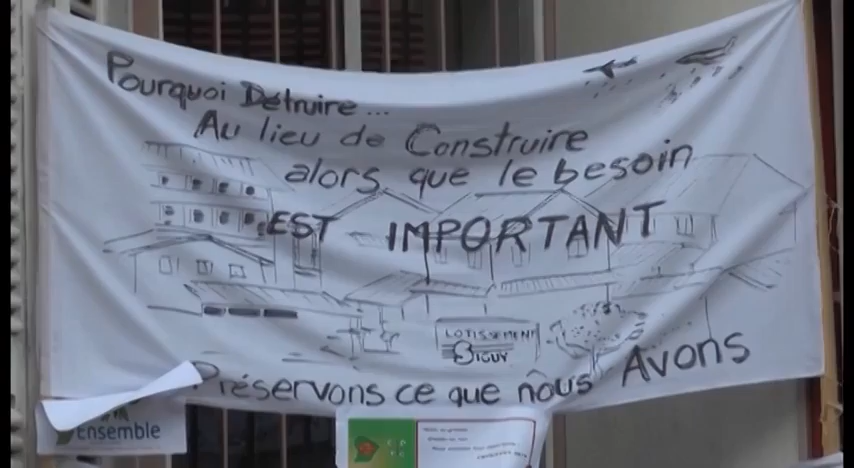 Pourquoi Détruire...
Au lieu de Construire
alors que le besoin
EST IMPORTANT
LOTISSEMENT
Préservons ce que nous Avons
Ensemble